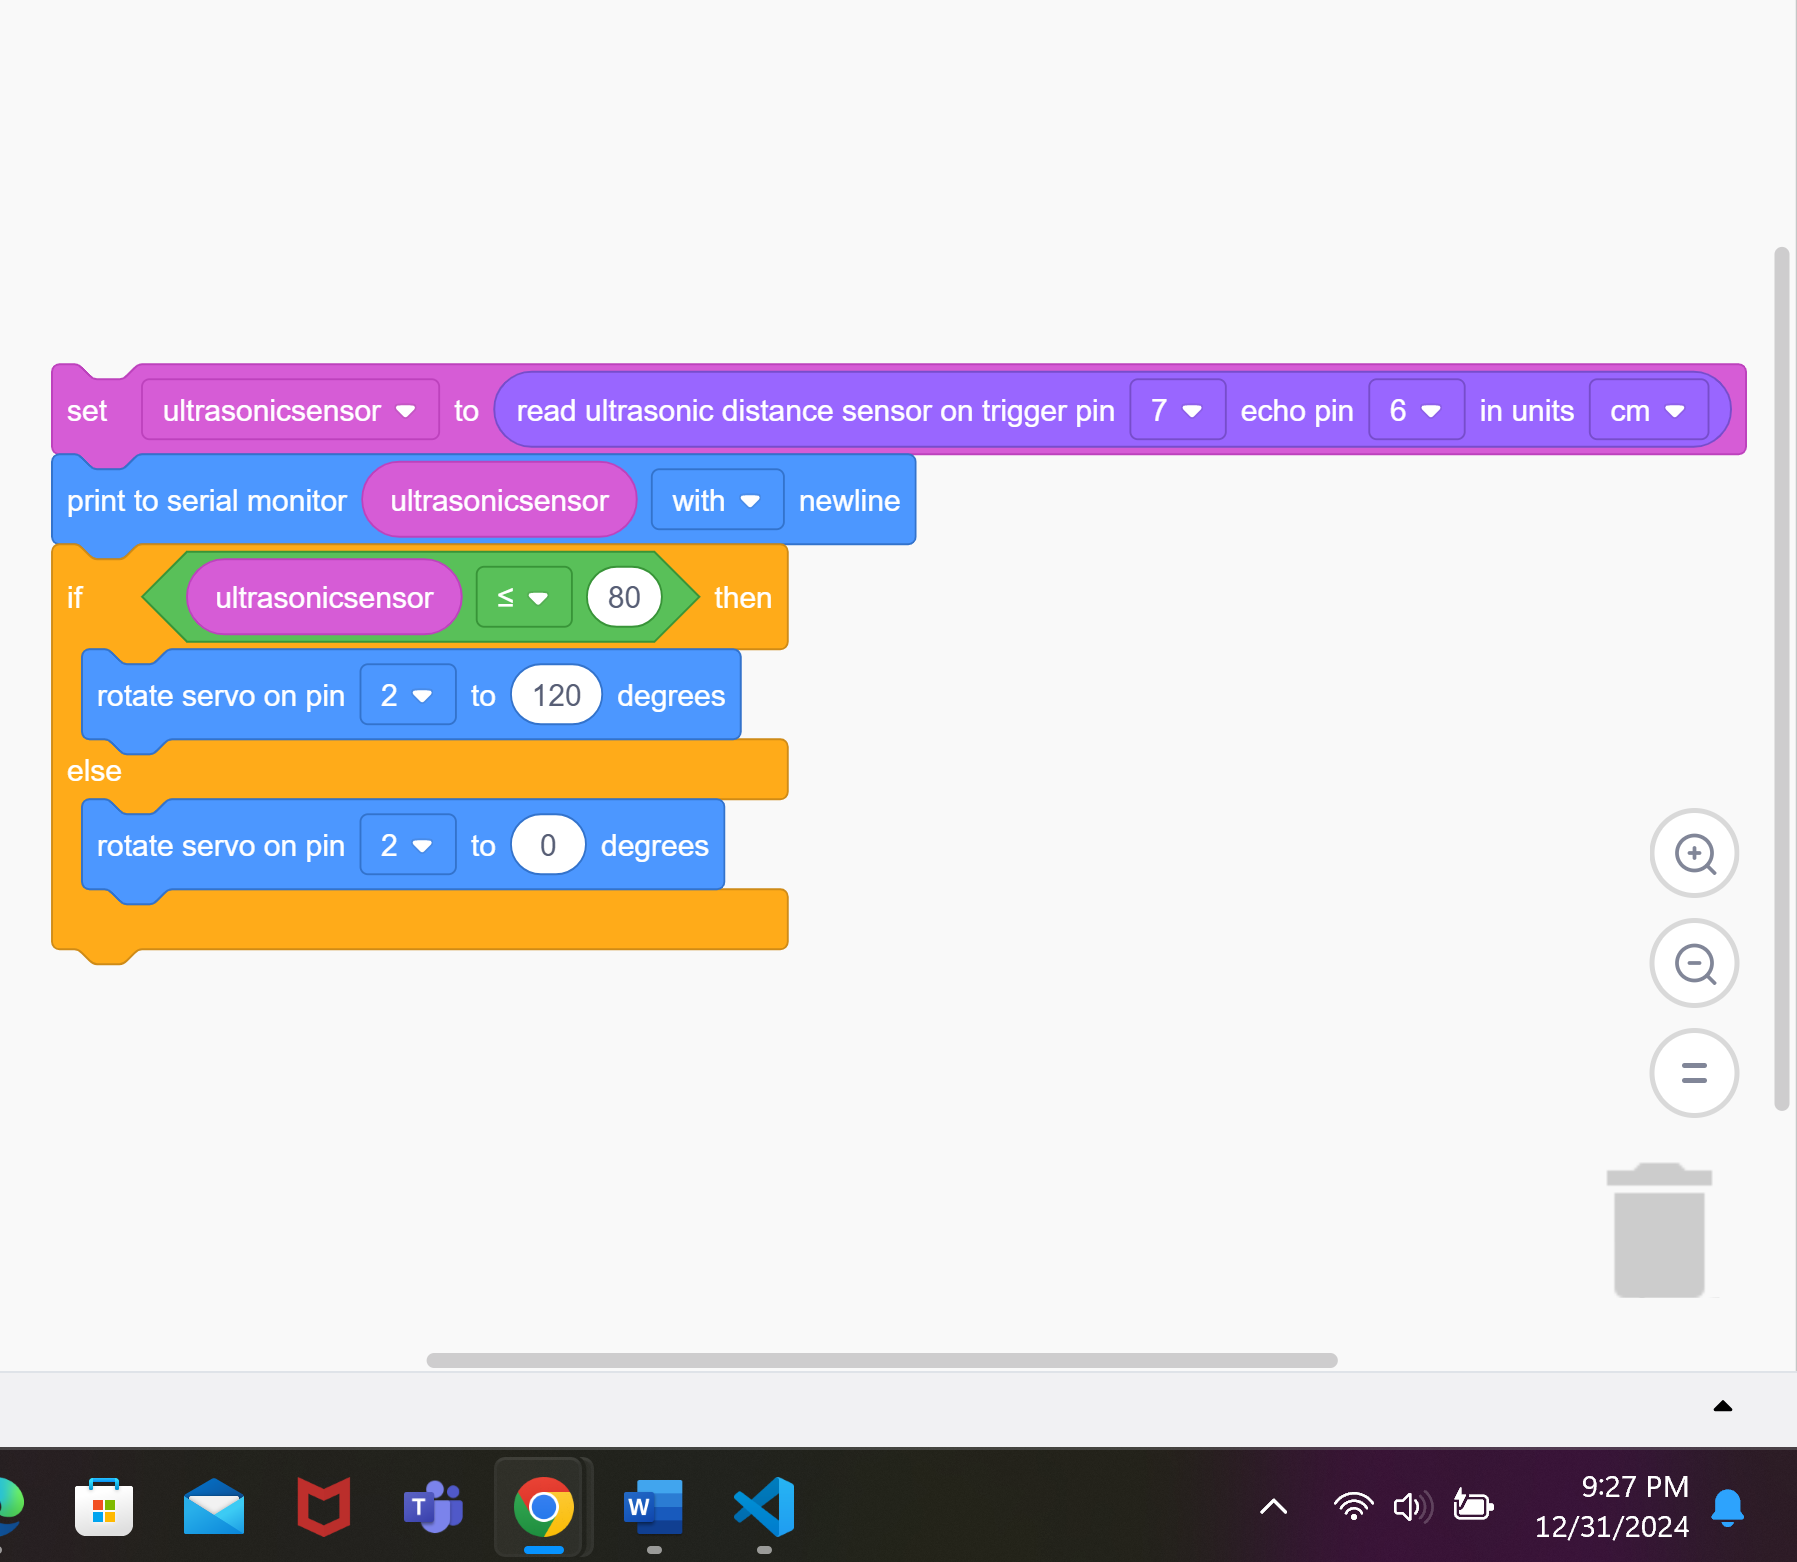 set ultrasonicsensor to read ultrasonic distance sensor on trigger pin 7 echo pin 6 in units cm
print to serial monitor ultrasonicsensor with newline
if ultrasonicsensor ≤ 80 then
rotate servo on pin 2 to 120 degrees
else
rotate servo on pin 2 to 0 degrees
T
W
9:27 PM
12/31/2024